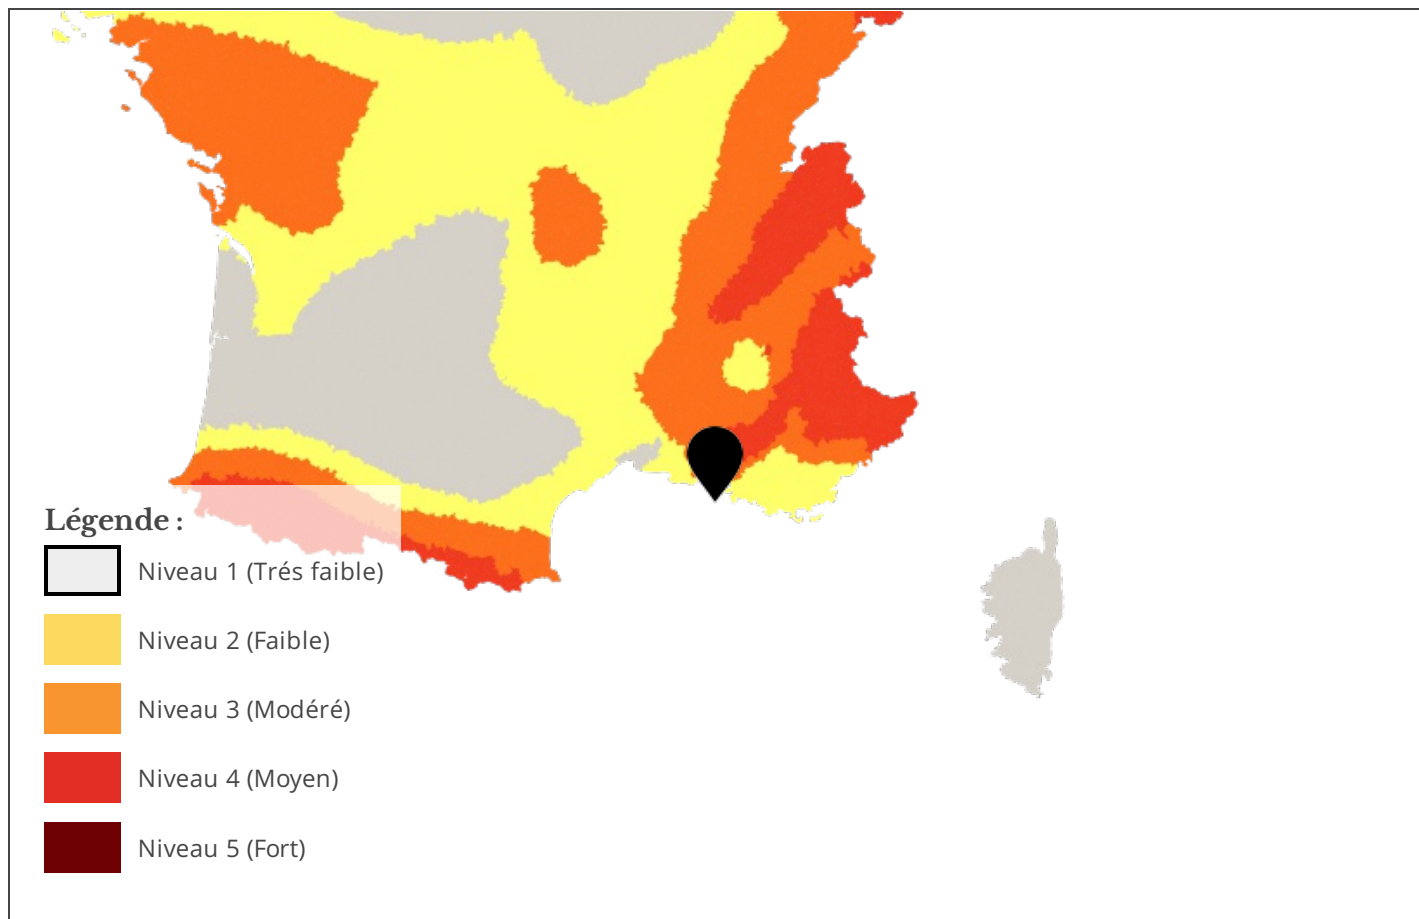 Légende :
Niveau 1 (Trés faible)
Niveau 2 (Faible)
Niveau 3 (Modéré)
Niveau 4 (Moyen)
Niveau 5 (Fort)